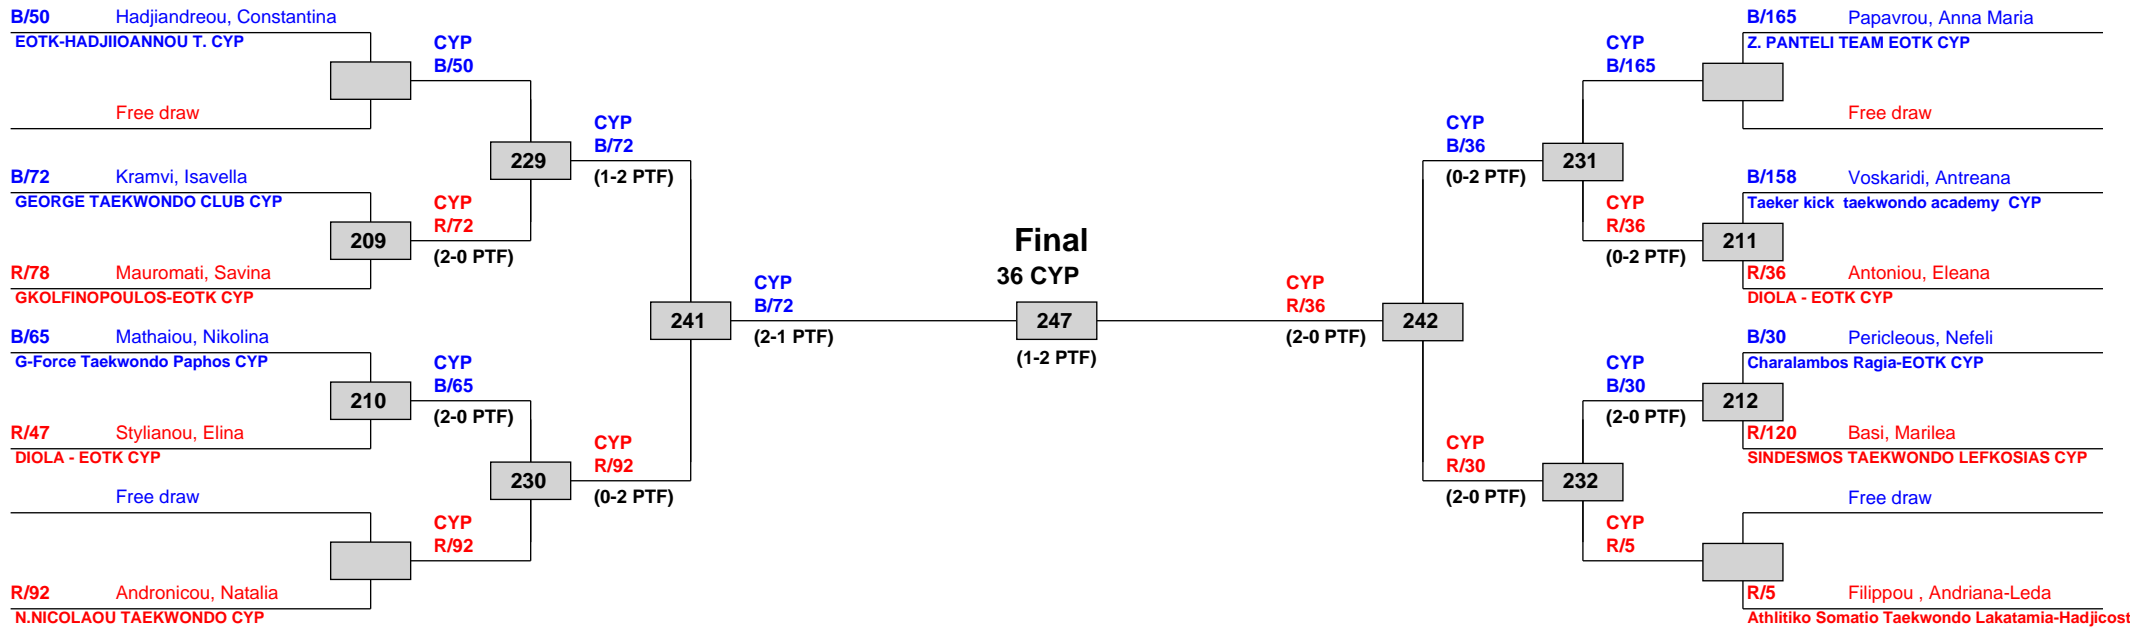 B/50 Hadjiandreou, Constantina
EOTK-HADJIIOANNOU T. CYP
Free draw
B/72 Kramvi, Isavella
GEORGE TAEKWONDO CLUB CYP
R/78 Mauromati, Savina
GKOLFINOPOULOS-EOTK CYP
B/65 Mathaiou, Nikolina
G-Force Taekwondo Paphos CYP
R/47 Stylianou, Elina
DIOLA - EOTK CYP
Free draw
R/92 Andronicou, Natalia
N.NICOLAOU TAEKWONDO CYP
209
210
CYP
B/50
CYP
R/72
(2-0 PTF)
CYP
B/65
(2-0 PTF)
CYP
R/92
229
230
CYP
B/72
(1-2 PTF)
CYP
R/92
(0-2 PTF)
241
CYP
B/72
(2-1 PTF)
Final
36 CYP
247
(1-2 PTF)
CYP
R/36
(2-0 PTF)
242
CYP
B/36
(0-2 PTF)
CYP
R/30
(2-0 PTF)
231
232
CYP
B/165
CYP
R/36
(0-2 PTF)
CYP
B/30
(2-0 PTF)
CYP
R/5
211
212
B/165 Papavrou, Anna Maria
Z. PANTELI TEAM EOTK CYP
Free draw
B/158 Voskaridi, Antreana
Taeker kick taekwondo academy CYP
R/36 Antoniou, Eleana
DIOLA - EOTK CYP
B/30 Pericleous, Nefeli
Charalambos Ragia-EOTK CYP
R/120 Basi, Marilea
SINDESMOS TAEKWONDO LEFKOSIAS CYP
Free draw
R/5 Filippou , Andriana-Leda
Athlitiko Somatio Taekwondo Lakatamia-Hadjicost